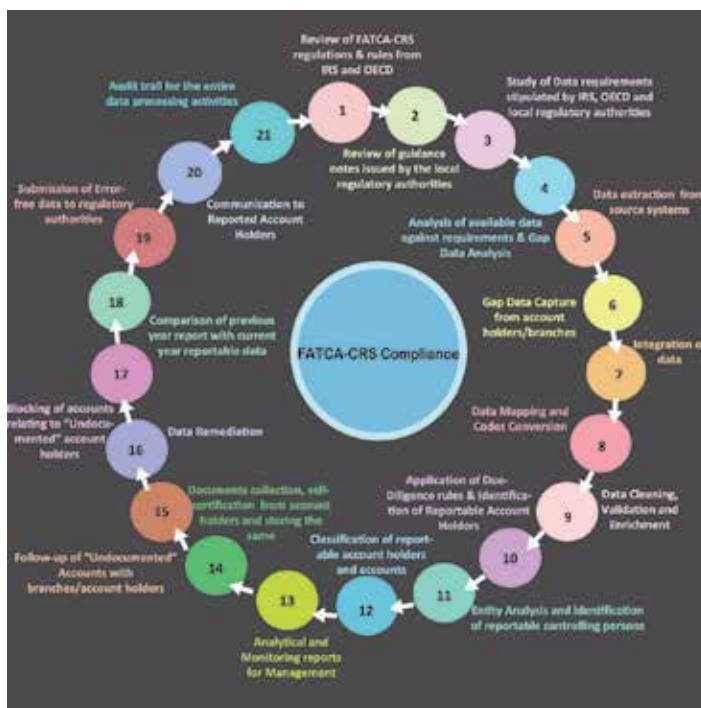 Review of FATCA-CRS
regulations & rules from
IRS and OECD
1
2
Review of guidance
notes issued by the local
regulatory authorities
Study of Data requirements
stipulated by IRS, OECD and
local regulatory authorities
3
4
Analysis of available data
against requirements & Gap
Data Analysis
Data extraction from
source systems
5
6
Gap Data Capture
from account
holders/branches
Integration of
data
7
Data Mapping and
Codes Conversion
8
Data Cleaning,
Validation and
Enrichment
9
Application of Due-
Diligence rules & Identifica-
tion of Reportable Account
Holders
10
11
Entity Analysis and Identification
of reportable controlling persons
Classification of report-
able account holders
and accounts
12
13
Analytical and
Monitoring reports
for Management
Documents collection, self-
certification from account
holders and storing the
same
14
15
Follow-up of "Undocumented"
Accounts with
branches/account holders
16
Data Remediation
Blocking of accounts
relating to "Undocu-
mented" account
holders
17
18
Comparison of previous
year report with current
year reportable data
Submission of Error-
free data to regulatory
authorities
19
20
Communication to
Reported Account
Holders
Audit trail for the entire
data processing activities
21
FATCA-CRS Compliance